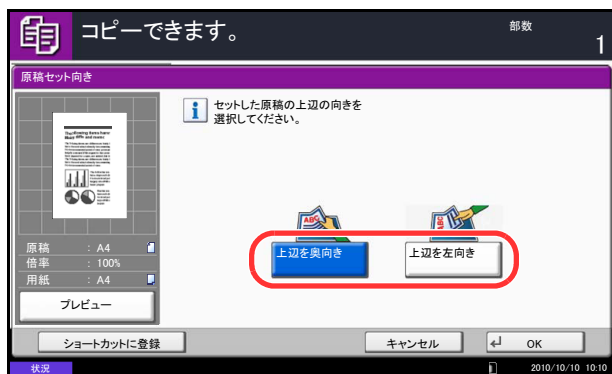 コピーできます。
部数
1
原稿セット向き
セットした原稿の上辺の向きを
選択してください。
ABC
ABC
上辺を奥向き
上辺を左向き
原稿 : A4
倍率 : 100%
用紙 : A4
プレビュー
ショートカットに登録
キャンセル
OK
状況
2010/10/10 10:10